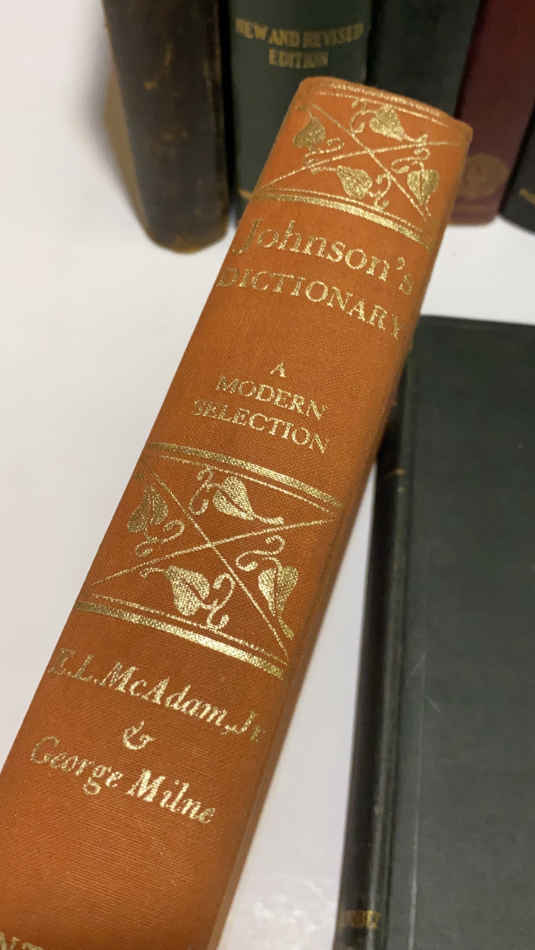 NEW AND REVISED
EDITION
Johnson's
DICTIONARY
A
MODERN
SELECTION
E.L.McAdam,Jr.
&
George Milne